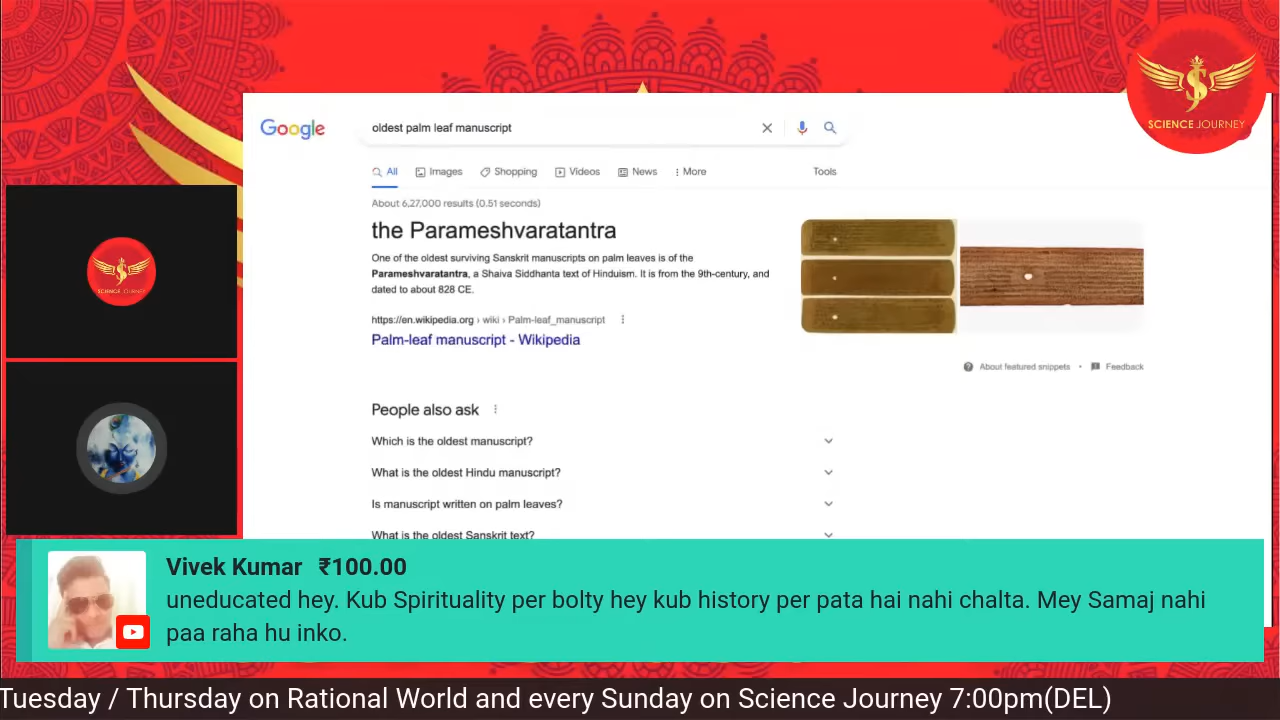 Google
oldest palm leaf manuscript
All Images Shopping Videos News More Tools
About 6,27,000 results (0.51 seconds)
the Parameshvaratantra
One of the oldest surviving Sanskrit manuscripts on palm leaves is of the
Parameshvaratantra, a Shaiva Siddhanta text of Hinduism. It is from the 9th-century, and
dated to about 828 CE.
https://en.wikipedia.org › wiki › Palm-leaf_manuscript
Palm-leaf manuscript - Wikipedia
About featured snippets • Feedback
People also ask
Which is the oldest manuscript?
What is the oldest Hindu manuscript?
Is manuscript written on palm leaves?
What is the oldest Sanskrit text?
SCIENCE JOURNEY
SCIENCE JOURNEY
Vivek Kumar ₹100.00
uneducated hey. Kub Spirituality per bolty hey kub history per pata hai nahi chalta. Mey Samaj nahi
paa raha hu inko.
Tuesday / Thursday on Rational World and every Sunday on Science Journey 7:00pm(DEL)